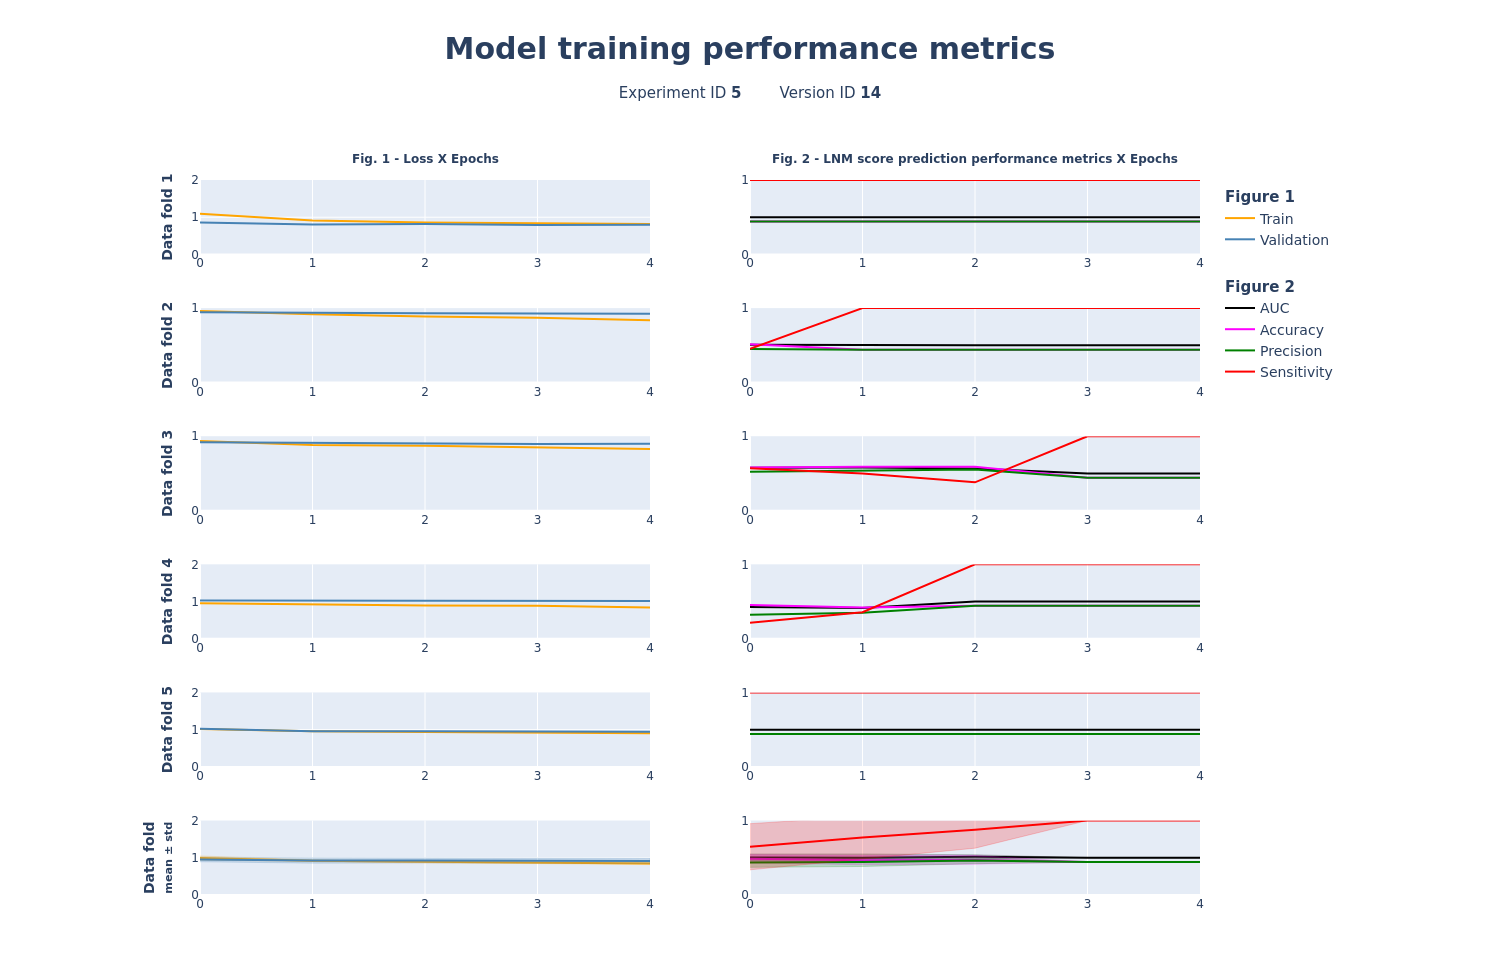 Model training performance metrics
Experiment ID 5 Version ID 14
Fig. 1 - Loss X Epochs
Fig. 2 - LNM score prediction performance metrics X Epochs
Data fold 1
2
1
0
0 1 2 3 4
1
0
0 1 2 3 4
Figure 1
Train
Validation
Figure 2
AUC
Accuracy
Precision
Sensitivity
Data fold 2
1
0
0 1 2 3 4
1
0
0 1 2 3 4
Data fold 3
1
0
0 1 2 3 4
1
0
0 1 2 3 4
Data fold 4
2
1
0
0 1 2 3 4
1
0
0 1 2 3 4
Data fold 5
2
1
0
0 1 2 3 4
1
0
0 1 2 3 4
Data fold
mean ± std
2
1
0
0 1 2 3 4
1
0
0 1 2 3 4